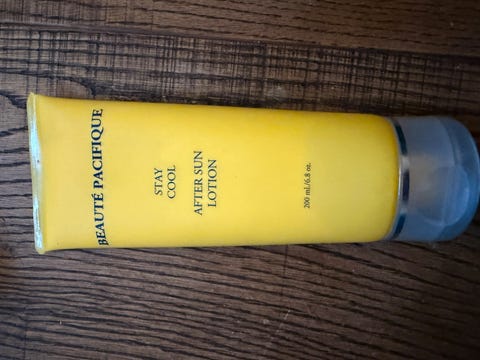 BEAUTÉ PACIFIQUE
STAY
COOL
AFTER SUN
LOTION
200 ml/6.8 oz.